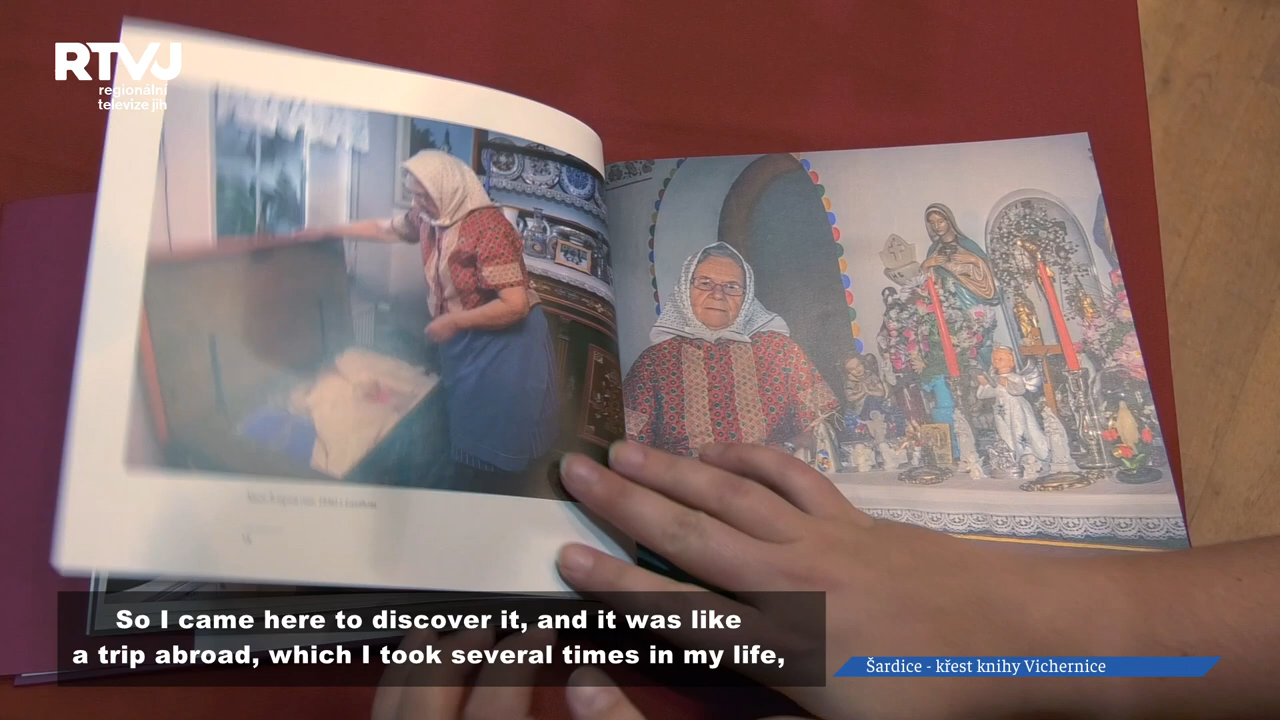 RTVJ
regionální
televize jih
So I came here to discover it, and it was like
a trip abroad, which I took several times in my life,
Šardice - křest knihy Vichernice